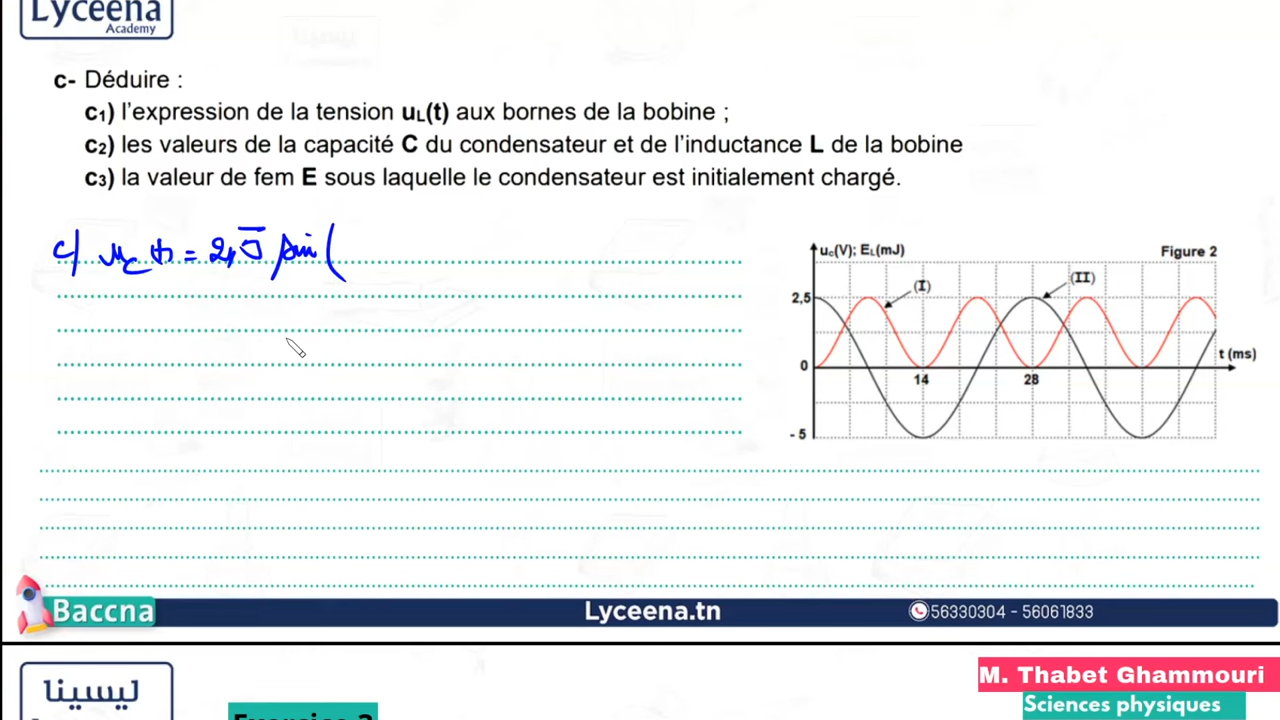 Lyceena
Academy
c- Déduire :
c₁) l'expression de la tension uL(t) aux bornes de la bobine ;
c₂) les valeurs de la capacité C du condensateur et de l'inductance L de la bobine
c₃) la valeur de fem E sous laquelle le condensateur est initialement chargé.
c) uc(t) = 2,5 sin (
uc(V); EL(mJ)
Figure 2
(I)
(II)
2,5
t (ms)
0
14
28
- 5
Baccna
Lyceena.tn
56330304 - 56061833
M. Thabet Ghammouri
ليسينا
Sciences physiques
Exercice 2